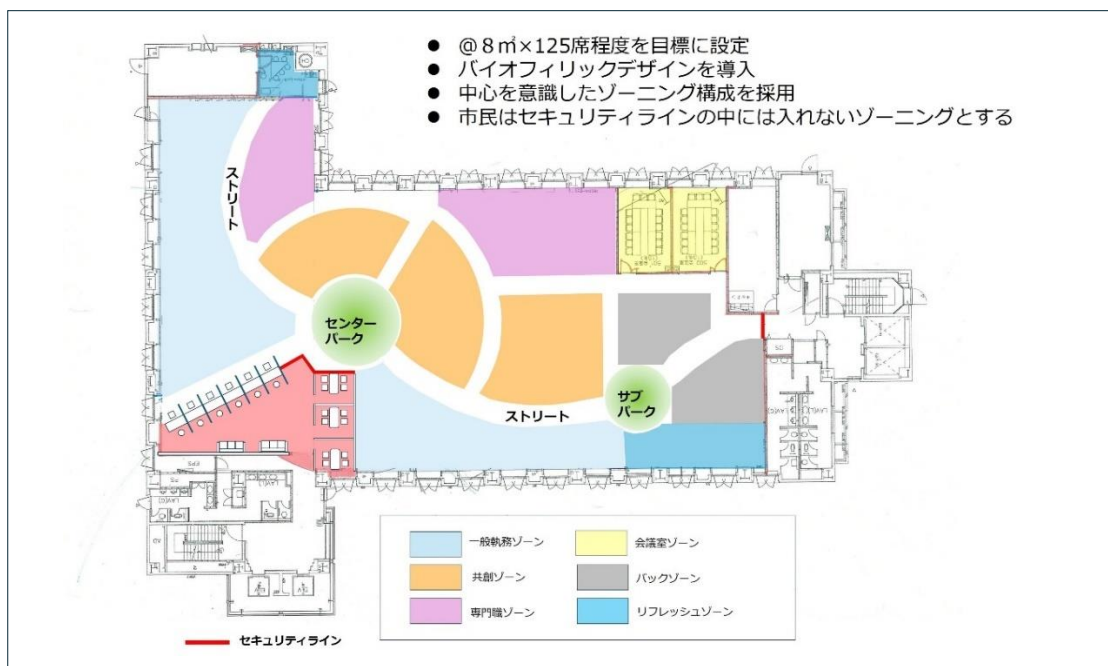 ● @８㎡×125席程度を目標に設定
● バイオフィリックデザインを導入
● 中心を意識したゾーニング構成を採用
● 市民はセキュリティラインの中には入れないゾーニングとする
ストリート
センター
パーク
サブ
パーク
ストリート
一般執務ゾーン
会議室ゾーン
共創ゾーン
バックゾーン
専門職ゾーン
リフレッシュゾーン
セキュリティライン